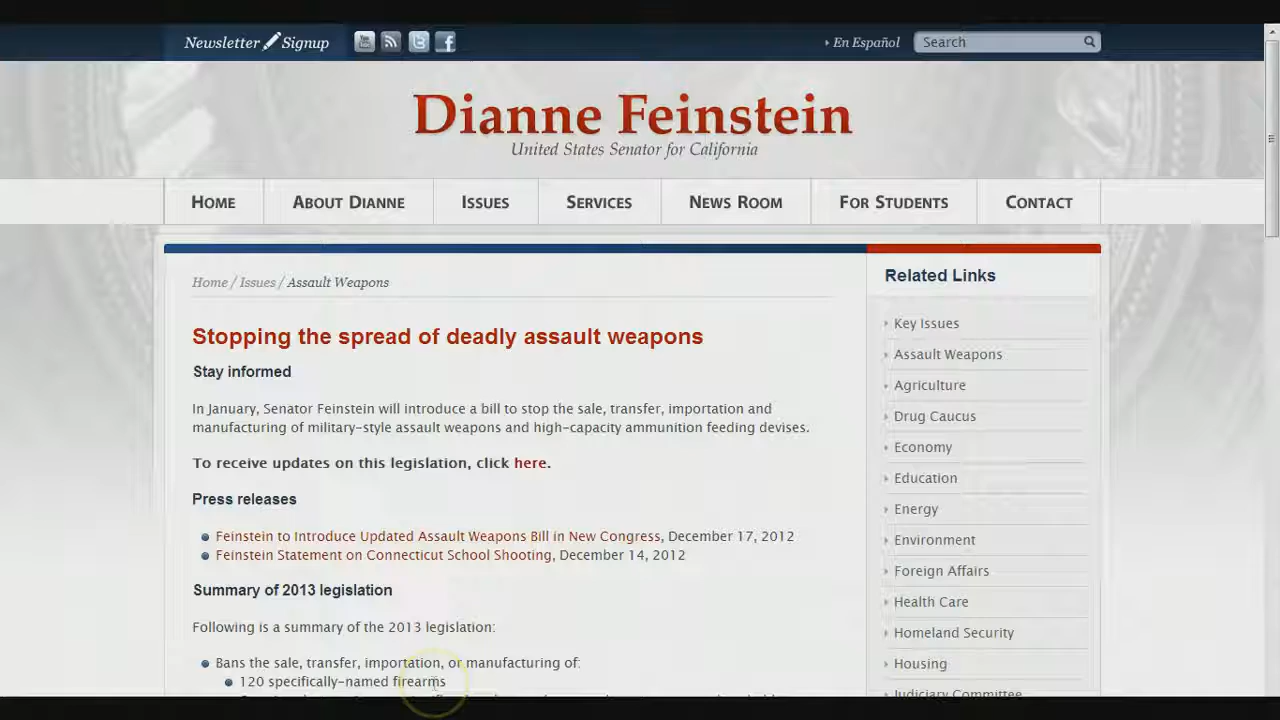 Newsletter Signup
En Español
Search
Dianne Feinstein
United States Senator for California
HOME
ABOUT DIANNE
ISSUES
SERVICES
NEWS ROOM
FOR STUDENTS
CONTACT
Home / Issues / Assault Weapons
Stopping the spread of deadly assault weapons
Stay informed
In January, Senator Feinstein will introduce a bill to stop the sale, transfer, importation and
manufacturing of military-style assault weapons and high-capacity ammunition feeding devises.
To receive updates on this legislation, click here.
Press releases
Feinstein to Introduce Updated Assault Weapons Bill in New Congress, December 17, 2012
Feinstein Statement on Connecticut School Shooting, December 14, 2012
Summary of 2013 legislation
Following is a summary of the 2013 legislation:
Bans the sale, transfer, importation, or manufacturing of:
120 specifically-named firearms
Related Links
Key Issues
Assault Weapons
Agriculture
Drug Caucus
Economy
Education
Energy
Environment
Foreign Affairs
Health Care
Homeland Security
Housing
Judiciary Committee